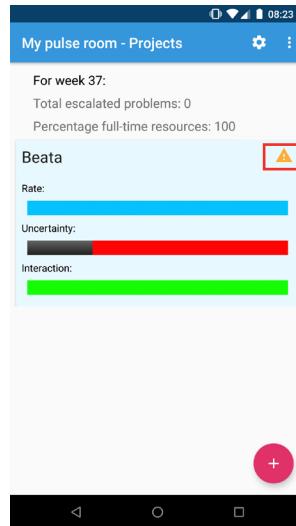 08:23
My pulse room - Projects
For week 37:
Total escalated problems: 0
Percentage full-time resources: 100
Beata
Rate:
Uncertainty:
Interaction:
+